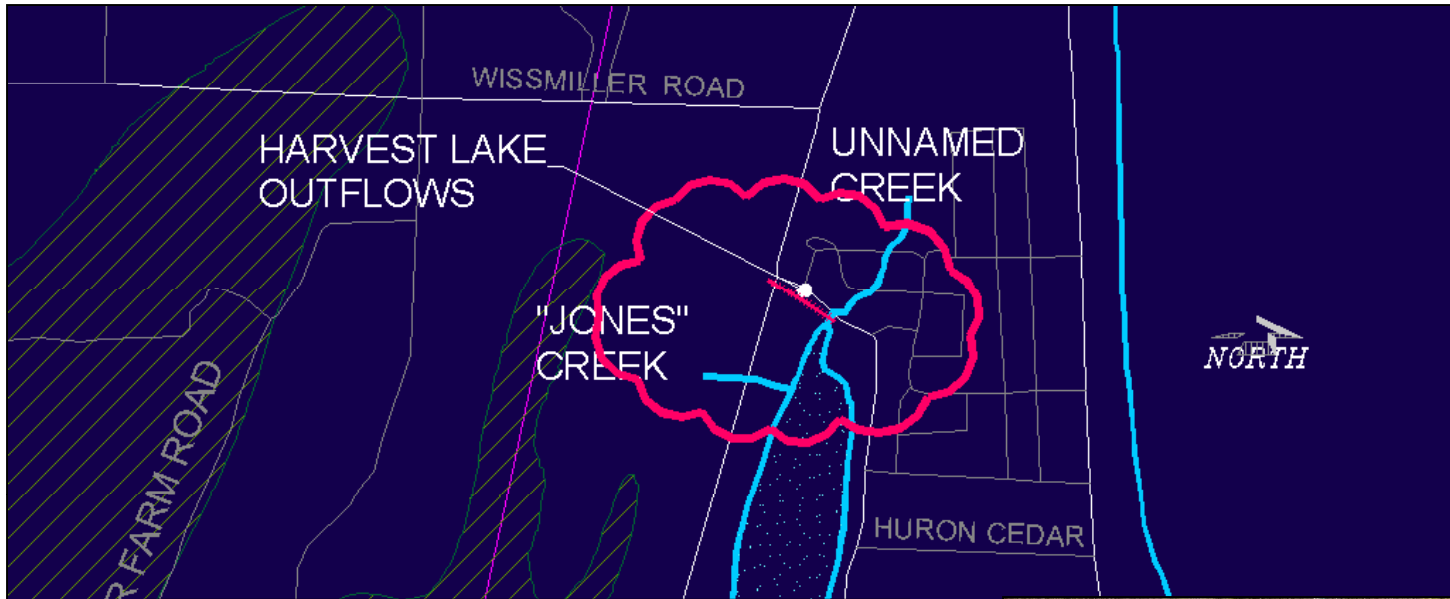 WISSMILLER ROAD
HARVEST LAKE
OUTFLOWS
UNNAMED
CREEK
"JONES"
CREEK
NORTH
R FARM ROAD
HURON CEDAR